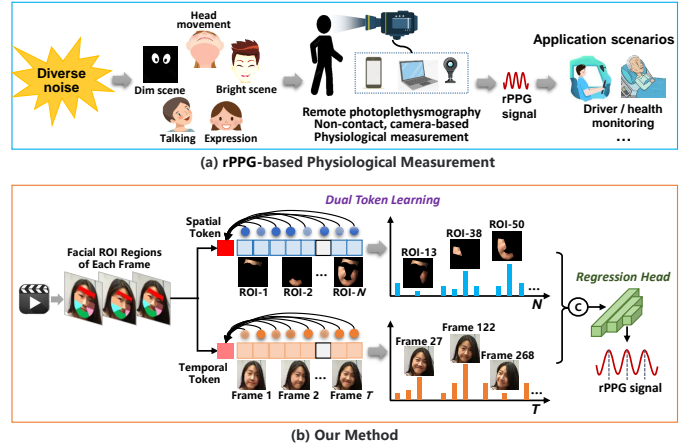 Head
movement
Diverse
noise
Dim scene
Bright scene
Talking
Expression
Remote photoplethysmography
Non-contact, camera-based
Physiological measurement
rPPG
signal
Application scenarios
Driver / health
monitoring
...
(a) rPPG-based Physiological Measurement
Dual Token Learning
Spatial
Token
Facial ROI Regions
of Each Frame
ROI-1
ROI-2
...
ROI-N
ROI-13
ROI-38
ROI-50
...
N
Regression Head
C
Temporal
Token
Frame 1
Frame 2
...
Frame T
Frame 27
Frame 122
Frame 268
...
T
rPPG signal
(b) Our Method